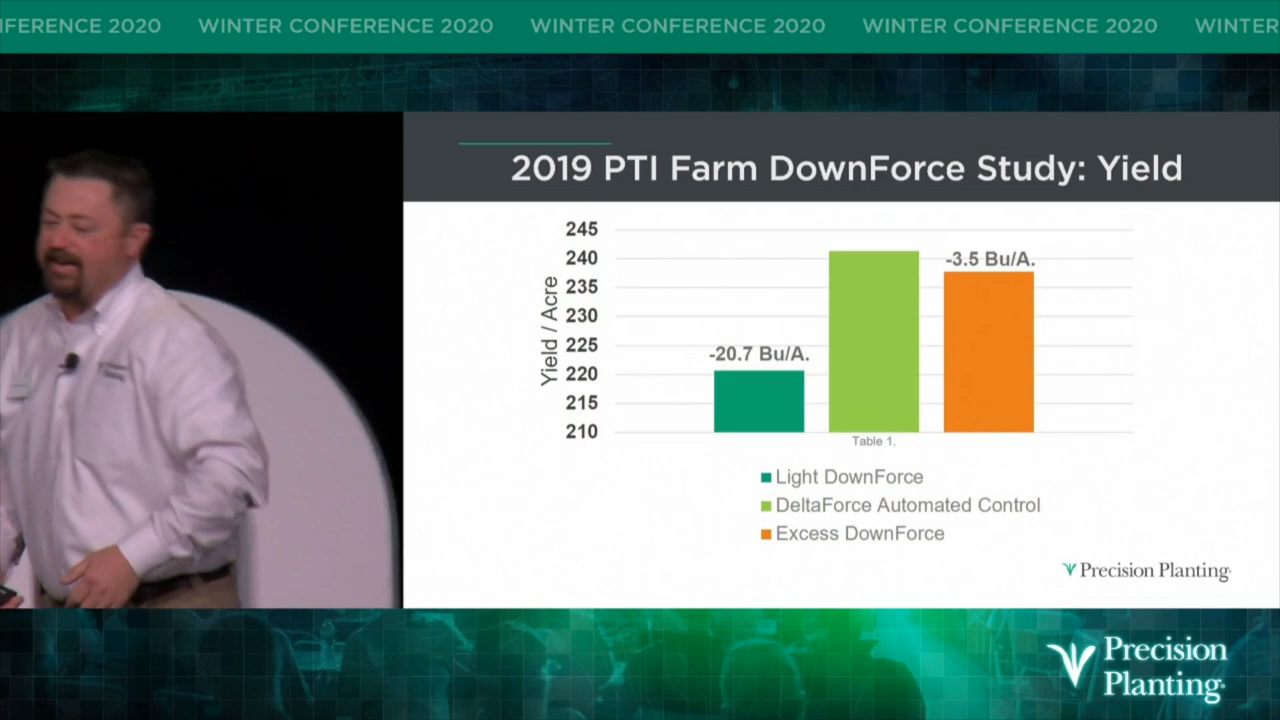 NFERENCE 2020 WINTER CONFERENCE 2020 WINTER CONFERENCE 2020 WINTER CONFERENCE 2020 WINTER
2019 PTI Farm DownForce Study: Yield
Yield / Acre
245
240
235
230
225
220
215
210
-20.7 Bu/A.
-3.5 Bu/A.
Table 1.
Light DownForce
DeltaForce Automated Control
Excess DownForce
Precision Planting
Precision
Planting